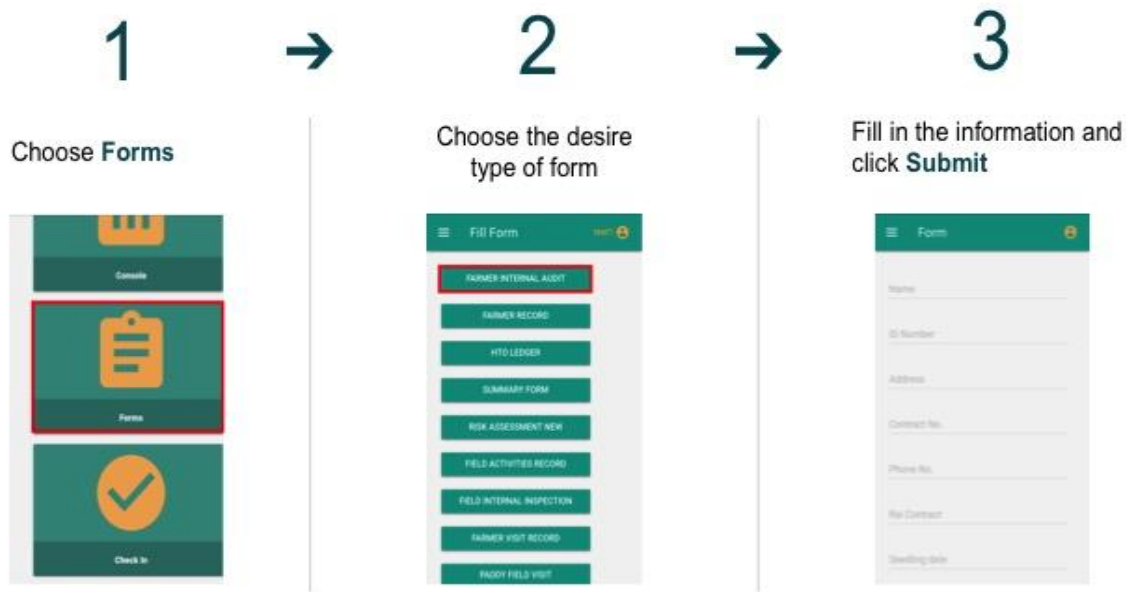 1
➔
2
➔
3
Choose Forms
Choose the desire
type of form
Fill in the information and
click Submit
Console
Forms
Check In
Fill Form
FARMER INTERNAL AUDIT
FARMER RECORD
HTO LEDGER
SUMMARY FORM
RISK ASSESSMENT NEW
FIELD ACTIVITIES RECORD
FIELD INTERNAL INSPECTION
FARMER VISIT RECORD
PADDY FIELD VISIT
Form
Name
ID Number
Address
Contract No.
Phone No.
Seedling date